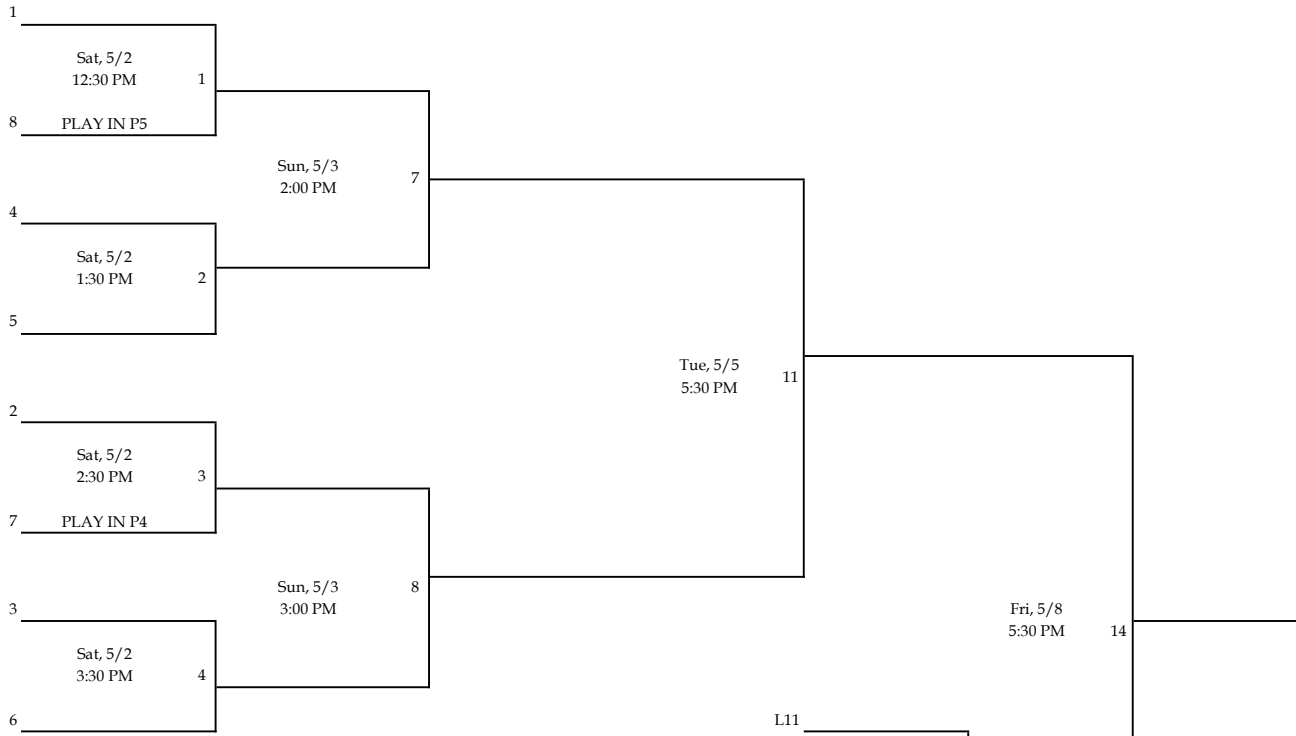 1
Sat, 5/2
12:30 PM
1
8
PLAY IN P5
Sun, 5/3
2:00 PM
7
4
Sat, 5/2
1:30 PM
2
5
Tue, 5/5
5:30 PM
11
2
Sat, 5/2
2:30 PM
3
7
PLAY IN P4
Sun, 5/3
3:00 PM
8
3
Sat, 5/2
3:30 PM
4
Fri, 5/8
5:30 PM
14
6
L11